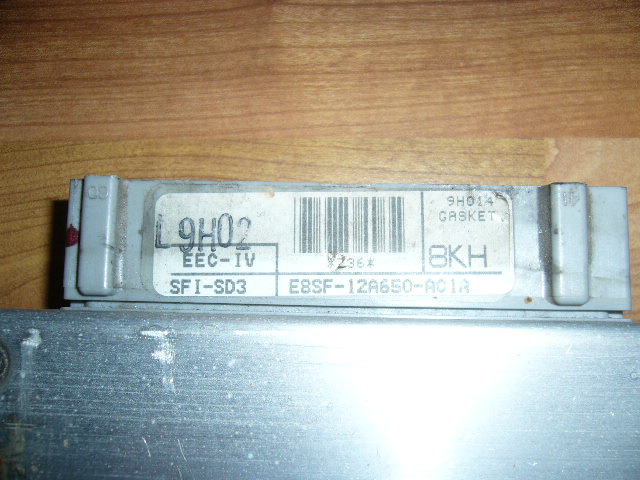 L9H02
EEC-IV
236*
9H014
GASKET
8KH
SFI-SD3
E8SF-12A650-AC1A